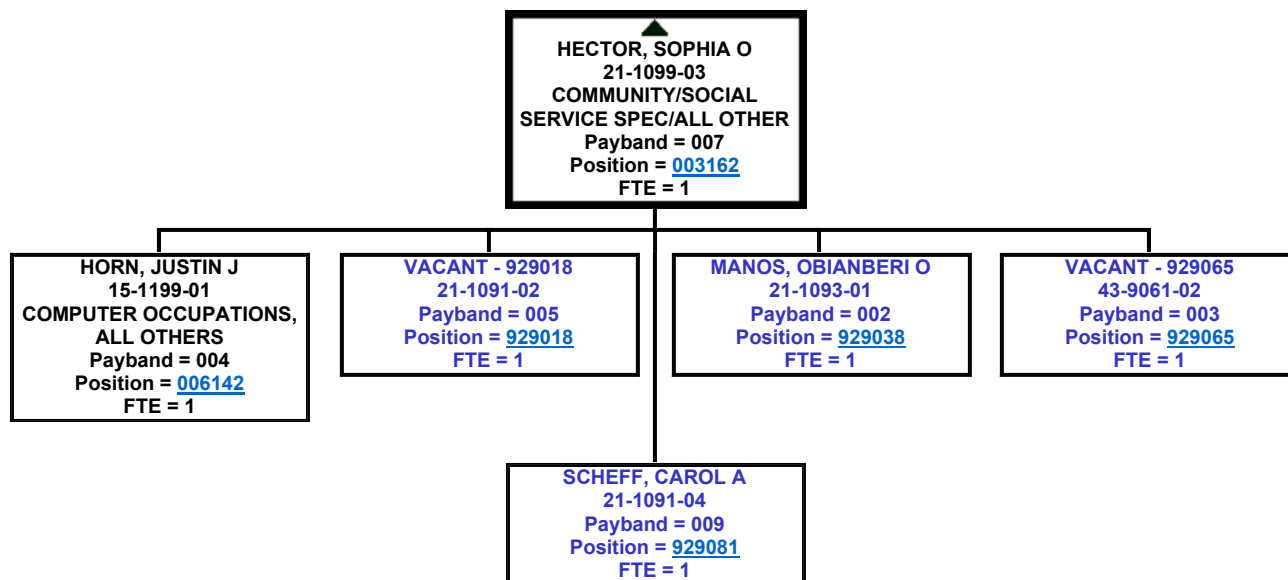 HECTOR, SOPHIA O
21-1099-03
COMMUNITY/SOCIAL
SERVICE SPEC/ALL OTHER
Payband = 007
Position = 003162
FTE = 1
HORN, JUSTIN J
15-1199-01
COMPUTER OCCUPATIONS,
ALL OTHERS
Payband = 004
Position = 006142
FTE = 1
VACANT - 929018
21-1091-02
Payband = 005
Position = 929018
FTE = 1
MANOS, OBIANBERI O
21-1093-01
Payband = 002
Position = 929038
FTE = 1
VACANT - 929065
43-9061-02
Payband = 003
Position = 929065
FTE = 1
SCHEFF, CAROL A
21-1091-04
Payband = 009
Position = 929081
FTE = 1